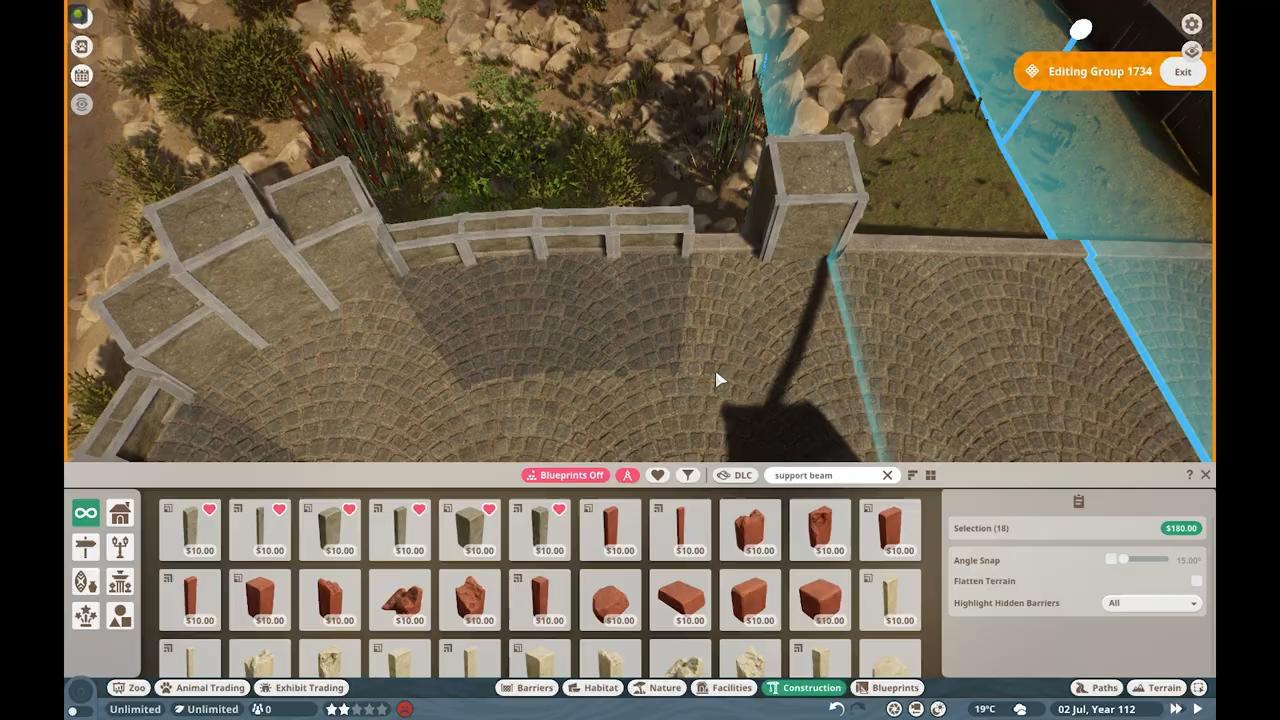 Editing Group 1734 Exit
Blueprints Off DLC support beam
?
$10.00 $10.00 $10.00 $10.00 $10.00 $10.00 $10.00 $10.00 $10.00 $10.00 $10.00
$10.00 $10.00 $10.00 $10.00 $10.00 $10.00 $10.00 $10.00 $10.00 $10.00 $10.00
Selection (18) $180.00
Angle Snap 15.00°
Flatten Terrain
Highlight Hidden Barriers All
Zoo Animal Trading Exhibit Trading Barriers Habitat Nature Facilities Construction Blueprints Paths Terrain
Unlimited Unlimited 0 19°C 02 Jul, Year 112